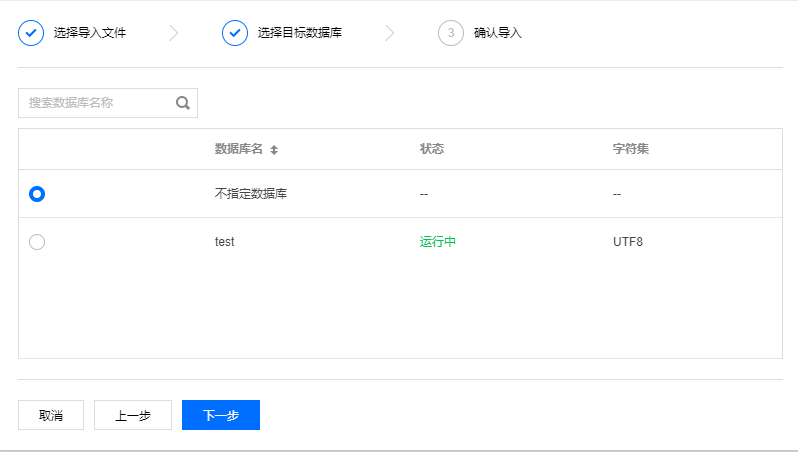 选择导入文件 选择目标数据库 3 确认导入
搜索数据库名称
数据库名 状态 字符集
不指定数据库 -- --
test 运行中 UTF8
取消 上一步 下一步